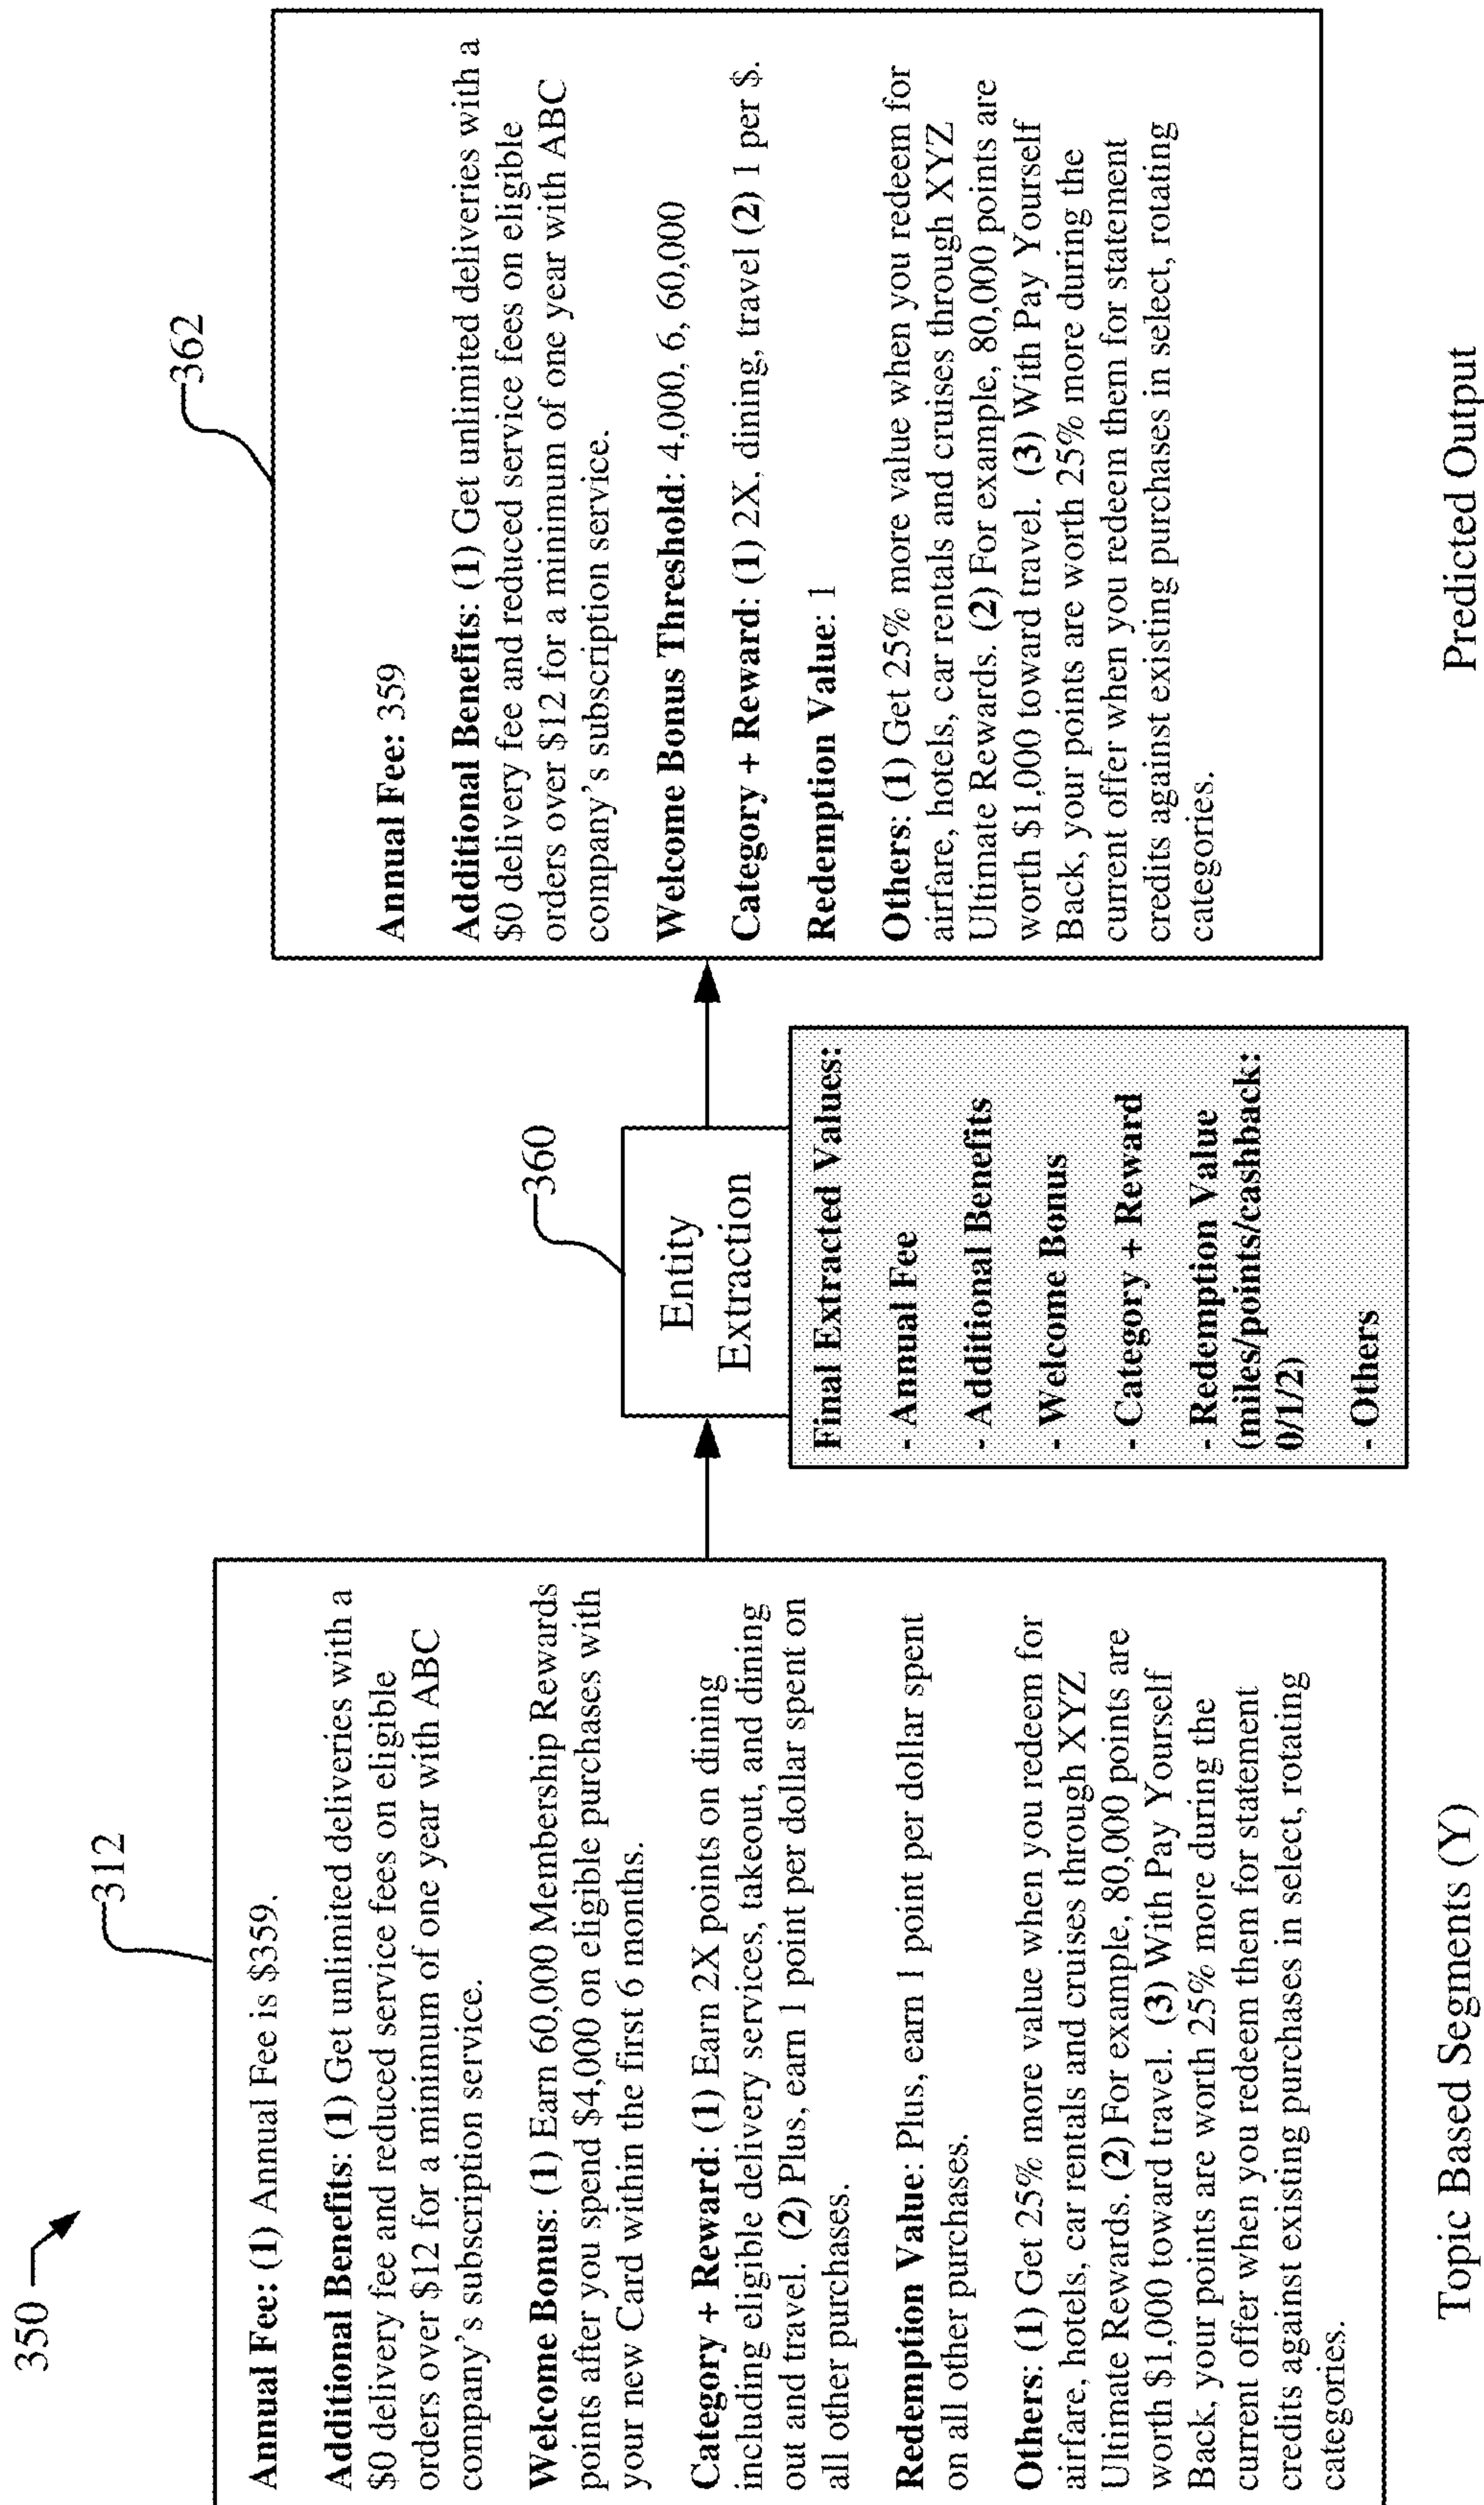 350
312
Annual Fee: (1) Annual Fee is $359.
Additional Benefits: (1) Get unlimited deliveries with a
$0 delivery fee and reduced service fees on eligible
orders over $12 for a minimum of one year with ABC
company's subscription service.
Welcome Bonus: (1) Earn 60,000 Membership Rewards
points after you spend $4,000 on eligible purchases with
your new Card within the first 6 months.
Category + Reward: (1) Earn 2X points on dining
including eligible delivery services, takeout, and dining
out and travel. (2) Plus, earn 1 point per dollar spent on
all other purchases.
Redemption Value: Plus, earn 1 point per dollar spent
on all other purchases.
Others: (1) Get 25% more value when you redeem for
airfare, hotels, car rentals and cruises through XYZ
Ultimate Rewards. (2) For example, 80,000 points are
worth $1,000 toward travel. (3) With Pay Yourself
Back, your points are worth 25% more during the
current offer when you redeem them for statement
credits against existing purchases in select, rotating
categories.
Topic Based Segments (Y)
360
Entity
Extraction
Final Extracted Values:
- Annual Fee
- Additional Benefits
- Welcome Bonus
- Category + Reward
- Redemption Value
(miles/points/cashback:
0/1/2)
- Others
362
Annual Fee: 359
Additional Benefits: (1) Get unlimited deliveries with a
$0 delivery fee and reduced service fees on eligible
orders over $12 for a minimum of one year with ABC
company's subscription service.
Welcome Bonus Threshold: 4,000, 6, 60,000
Category + Reward: (1) 2X, dining, travel (2) 1 per $.
Redemption Value: 1
Others: (1) Get 25% more value when you redeem for
airfare, hotels, car rentals and cruises through XYZ
Ultimate Rewards. (2) For example, 80,000 points are
worth $1,000 toward travel. (3) With Pay Yourself
Back, your points are worth 25% more during the
current offer when you redeem them for statement
credits against existing purchases in select, rotating
categories.
Predicted Output